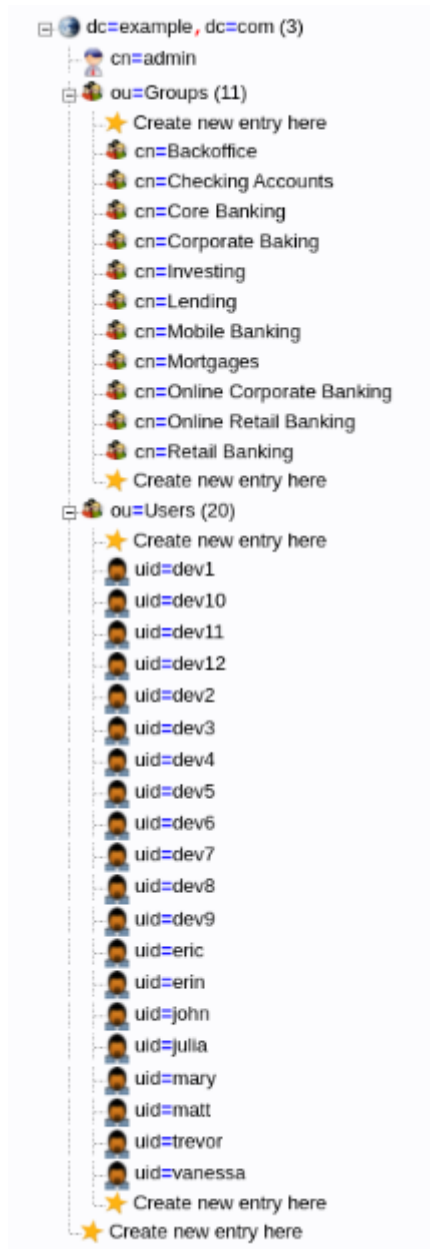 dc=example, dc=com (3)
cn=admin
ou=Groups (11)
Create new entry here
cn=Backoffice
cn=Checking Accounts
cn=Core Banking
cn=Corporate Baking
cn=Investing
cn=Lending
cn=Mobile Banking
cn=Mortgages
cn=Online Corporate Banking
cn=Online Retail Banking
cn=Retail Banking
Create new entry here
ou=Users (20)
Create new entry here
uid=dev1
uid=dev10
uid=dev11
uid=dev12
uid=dev2
uid=dev3
uid=dev4
uid=dev5
uid=dev6
uid=dev7
uid=dev8
uid=dev9
uid=eric
uid=erin
uid=john
uid=julia
uid=mary
uid=matt
uid=trevor
uid=vanessa
Create new entry here
Create new entry here